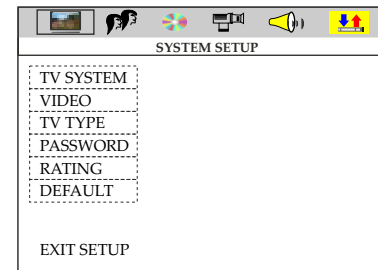 SYSTEM SETUP
TV SYSTEM
VIDEO
TV TYPE
PASSWORD
RATING
DEFAULT
EXIT SETUP